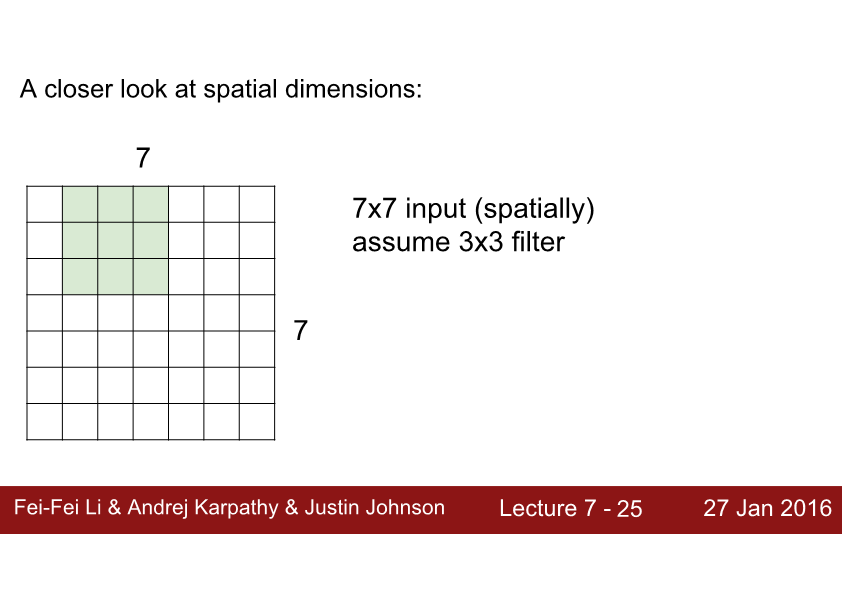 A closer look at spatial dimensions:
7
7x7 input (spatially)
assume 3x3 filter
7
Fei-Fei Li & Andrej Karpathy & Justin Johnson
Lecture 7 - 25
27 Jan 2016